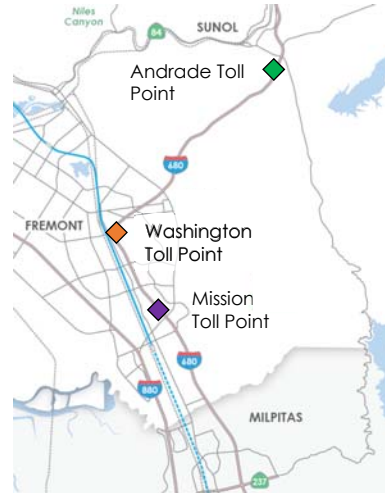 Niles
Canyon
84
SUNOL
Andrade Toll
Point
680
FREMONT
Washington
Toll Point
Mission
Toll Point
680
880
MILPITAS
237